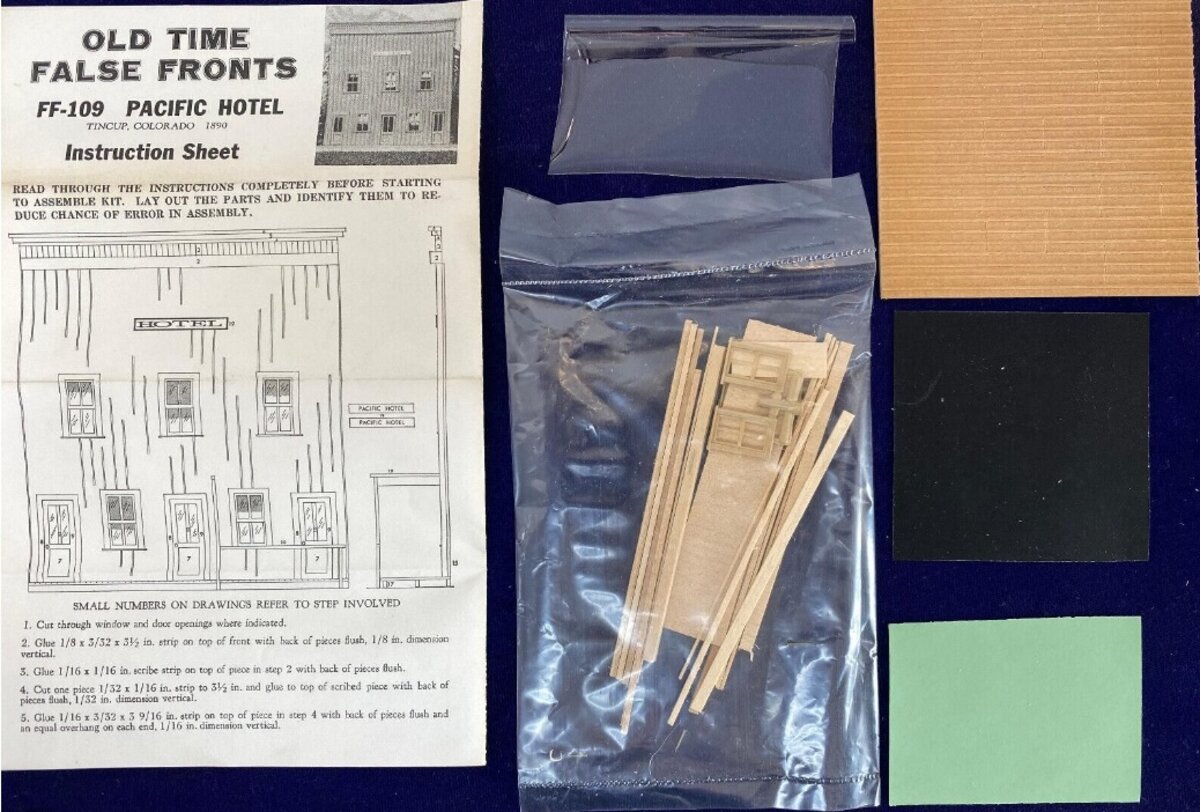 OLD TIME
FALSE FRONTS
FF-109 PACIFIC HOTEL
TINCUP, COLORADO 1890
Instruction Sheet
READ THROUGH THE INSTRUCTIONS COMPLETELY BEFORE STARTING
TO ASSEMBLE KIT. LAY OUT THE PARTS AND IDENTIFY THEM TO RE-
DUCE CHANCE OF ERROR IN ASSEMBLY.
HOTEL
PACIFIC HOTEL
PACIFIC HOTEL
7
7
7
SMALL NUMBERS ON DRAWINGS REFER TO STEP INVOLVED
1. Cut through window and door openings where indicated.
2. Glue 1/8 x 3/32 x 3½ in. strip on top of front with back of pieces flush, 1/8 in. dimension
vertical.
3. Glue 1/16 x 1/16 in. scribe strip on top of piece in step 2 with back of pieces flush.
4. Cut one piece 1/32 x 1/16 in. strip to 3½ in. and glue to top of scribed piece with back of
pieces flush, 1/32 in. dimension vertical.
5. Glue 1/16 x 3/32 x 3 9/16 in. strip on top of piece in step 4 with back of pieces flush and
an equal overhang on each end, 1/16 in. dimension vertical.